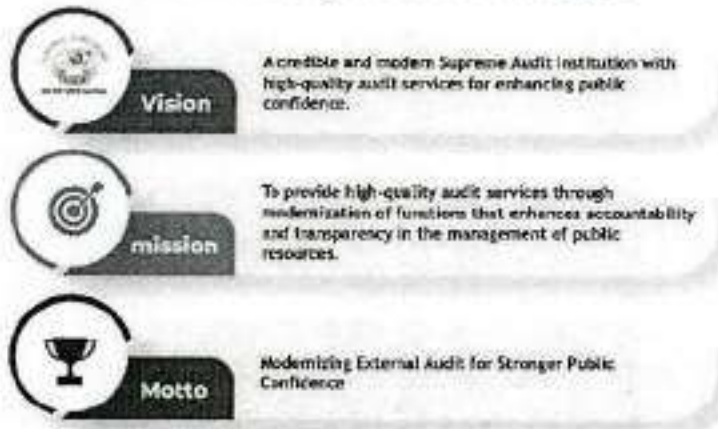 Vision
A credible and modern Supreme Audit Institution with
high-quality audit services for enhancing public
confidence.
mission
To provide high-quality audit services through
modernization of functions that enhances accountability
and transparency in the management of public
resources.
Motto
Modernizing External Audit for Stronger Public
Confidence